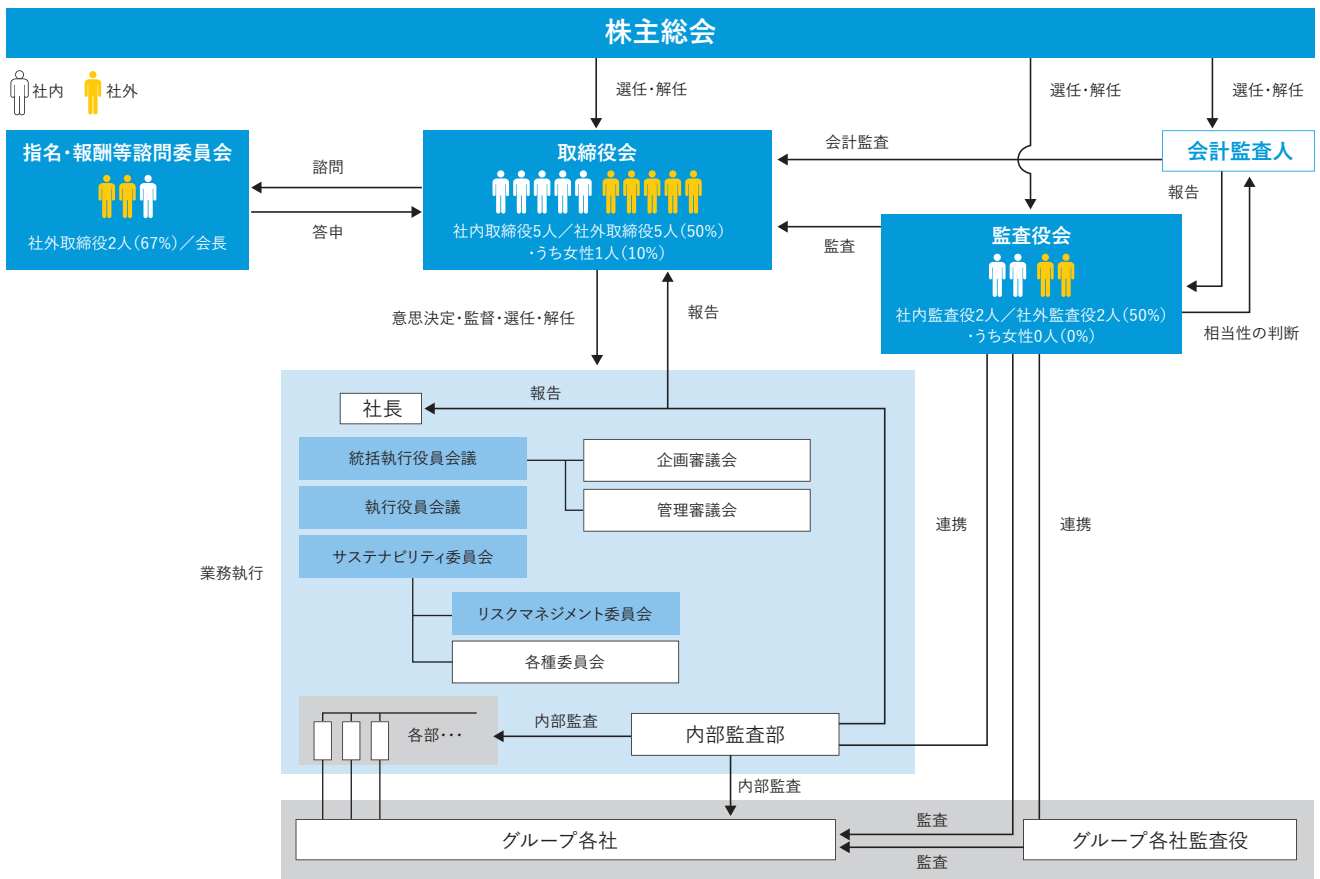 株主総会
社内
社外
選任・解任
選任・解任
選任・解任
指名・報酬等諮問委員会
社外取締役2人（67%）／会長
諮問
答申
取締役会
社内取締役5人／社外取締役5人（50%）
・うち女性1人（10%）
会計監査
会計監査人
報告
監査
監査役会
社内監査役2人／社外監査役2人（50%）
・うち女性0人（0%）
相当性の判断
意思決定・監督・選任・解任
報告
報告
社長
統括執行役員会議
企画審議会
執行役員会議
管理審議会
サステナビリティ委員会
業務執行
リスクマネジメント委員会
各種委員会
連携
連携
各部･･･
内部監査
内部監査部
内部監査
グループ各社
監査
監査
グループ各社監査役